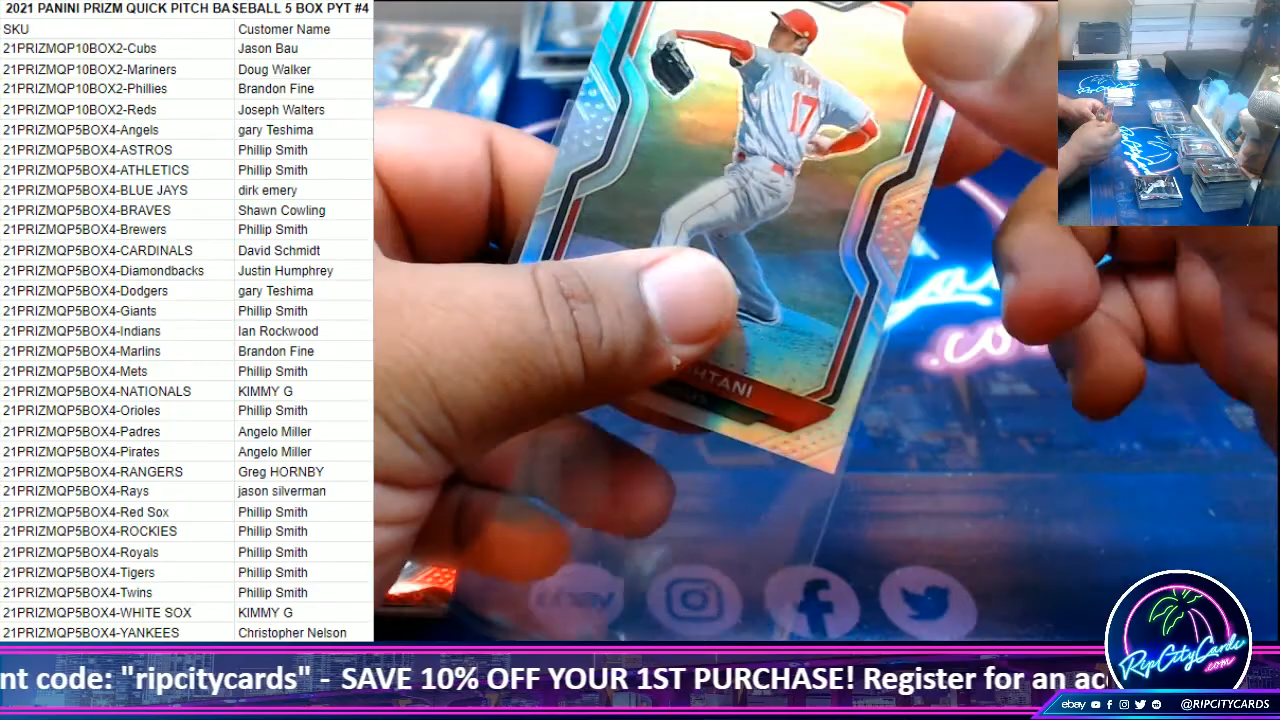 2021 PANINI PRIZM QUICK PITCH BASEBALL 5 BOX PYT #4
SKU Customer Name
21PRIZMQP10BOX2-Cubs Jason Bau
21PRIZMQP10BOX2-Mariners Doug Walker
21PRIZMQP10BOX2-Phillies Brandon Fine
21PRIZMQP10BOX2-Reds Joseph Walters
21PRIZMQP5BOX4-Angels gary Teshima
21PRIZMQP5BOX4-ASTROS Phillip Smith
21PRIZMQP5BOX4-ATHLETICS Phillip Smith
21PRIZMQP5BOX4-BLUE JAYS dirk emery
21PRIZMQP5BOX4-BRAVES Shawn Cowling
21PRIZMQP5BOX4-Brewers Phillip Smith
21PRIZMQP5BOX4-CARDINALS David Schmidt
21PRIZMQP5BOX4-Diamondbacks Justin Humphrey
21PRIZMQP5BOX4-Dodgers gary Teshima
21PRIZMQP5BOX4-Giants Phillip Smith
21PRIZMQP5BOX4-Indians Ian Rockwood
21PRIZMQP5BOX4-Marlins Brandon Fine
21PRIZMQP5BOX4-Mets Phillip Smith
21PRIZMQP5BOX4-NATIONALS KIMMY G
21PRIZMQP5BOX4-Orioles Phillip Smith
21PRIZMQP5BOX4-Padres Angelo Miller
21PRIZMQP5BOX4-Pirates Angelo Miller
21PRIZMQP5BOX4-RANGERS Greg HORNBY
21PRIZMQP5BOX4-Rays jason silverman
21PRIZMQP5BOX4-Red Sox Phillip Smith
21PRIZMQP5BOX4-ROCKIES Phillip Smith
21PRIZMQP5BOX4-Royals Phillip Smith
21PRIZMQP5BOX4-Tigers Phillip Smith
21PRIZMQP5BOX4-Twins Phillip Smith
21PRIZMQP5BOX4-WHITE SOX KIMMY G
21PRIZMQP5BOX4-YANKEES Christopher Nelson
17
HTANI
.co
nt code: "ripcitycards" - SAVE 10% OFF YOUR 1ST PURCHASE! Register for an ac
RipCityCards
.com
ebay @RIPCITYCARDS